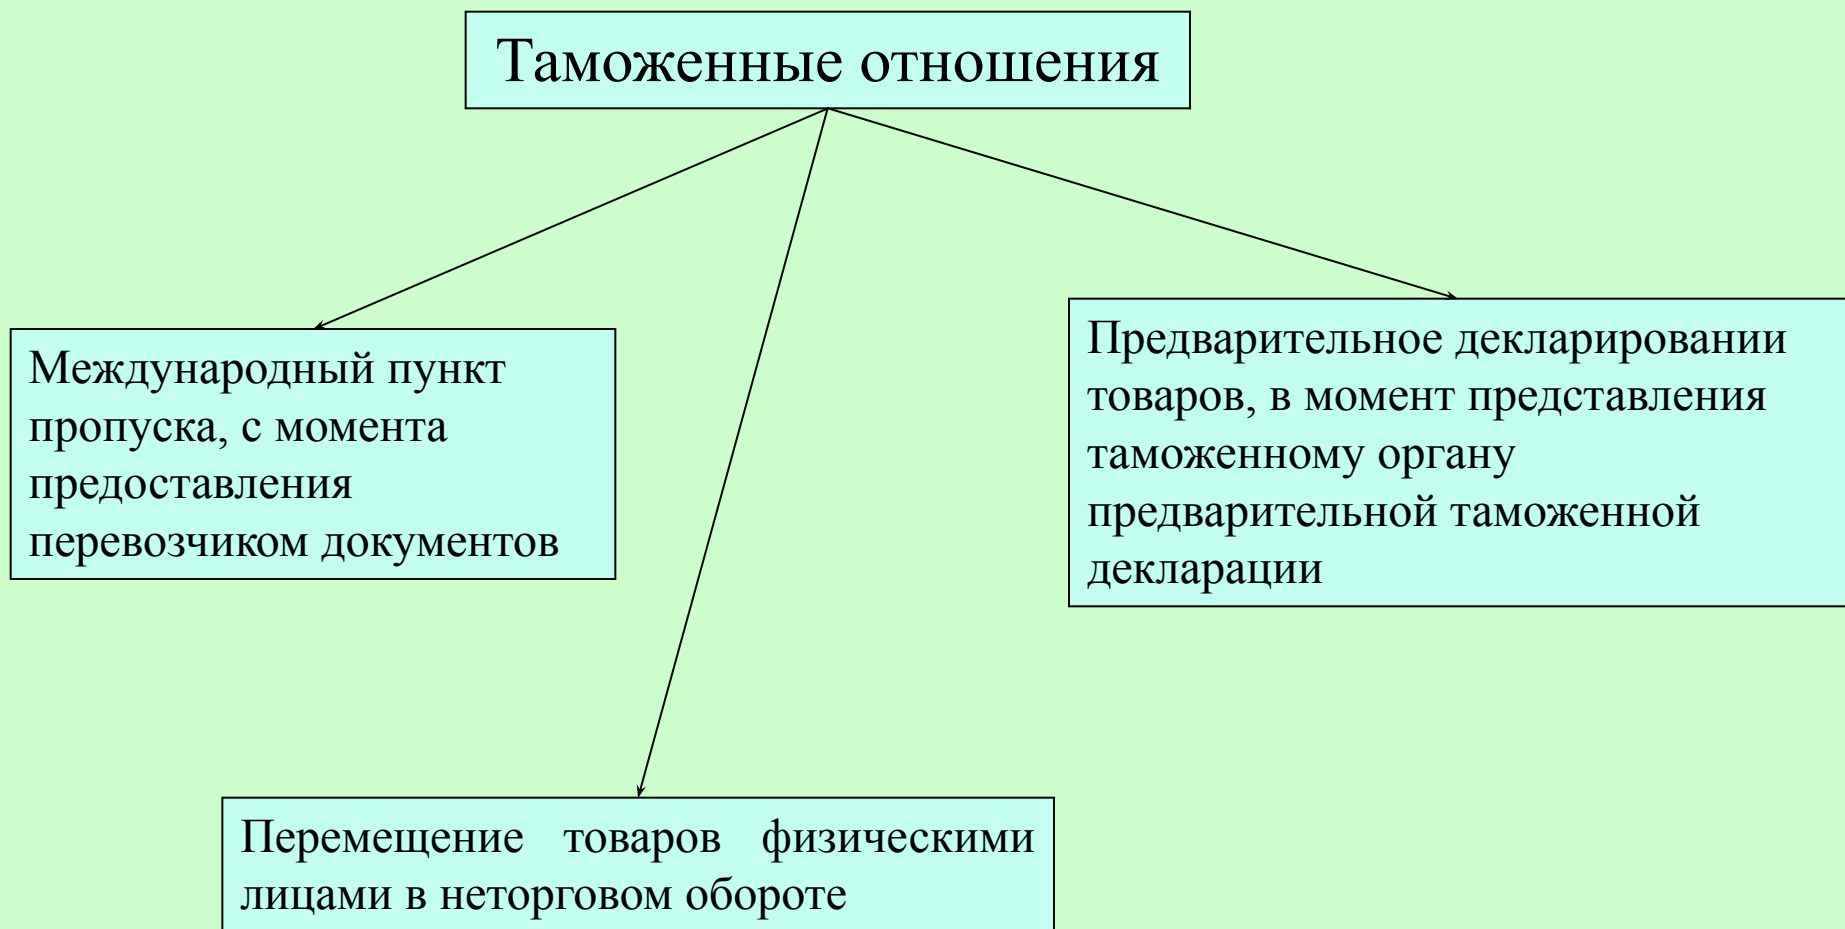 Таможенные отношения
Международный пункт
пропуска, с момента
предоставления
перевозчиком документов
Предварительное декларировании
товаров, в момент представления
таможенному органу
предварительной таможенной
декларации
Перемещение товаров физическими
лицами в неторговом обороте